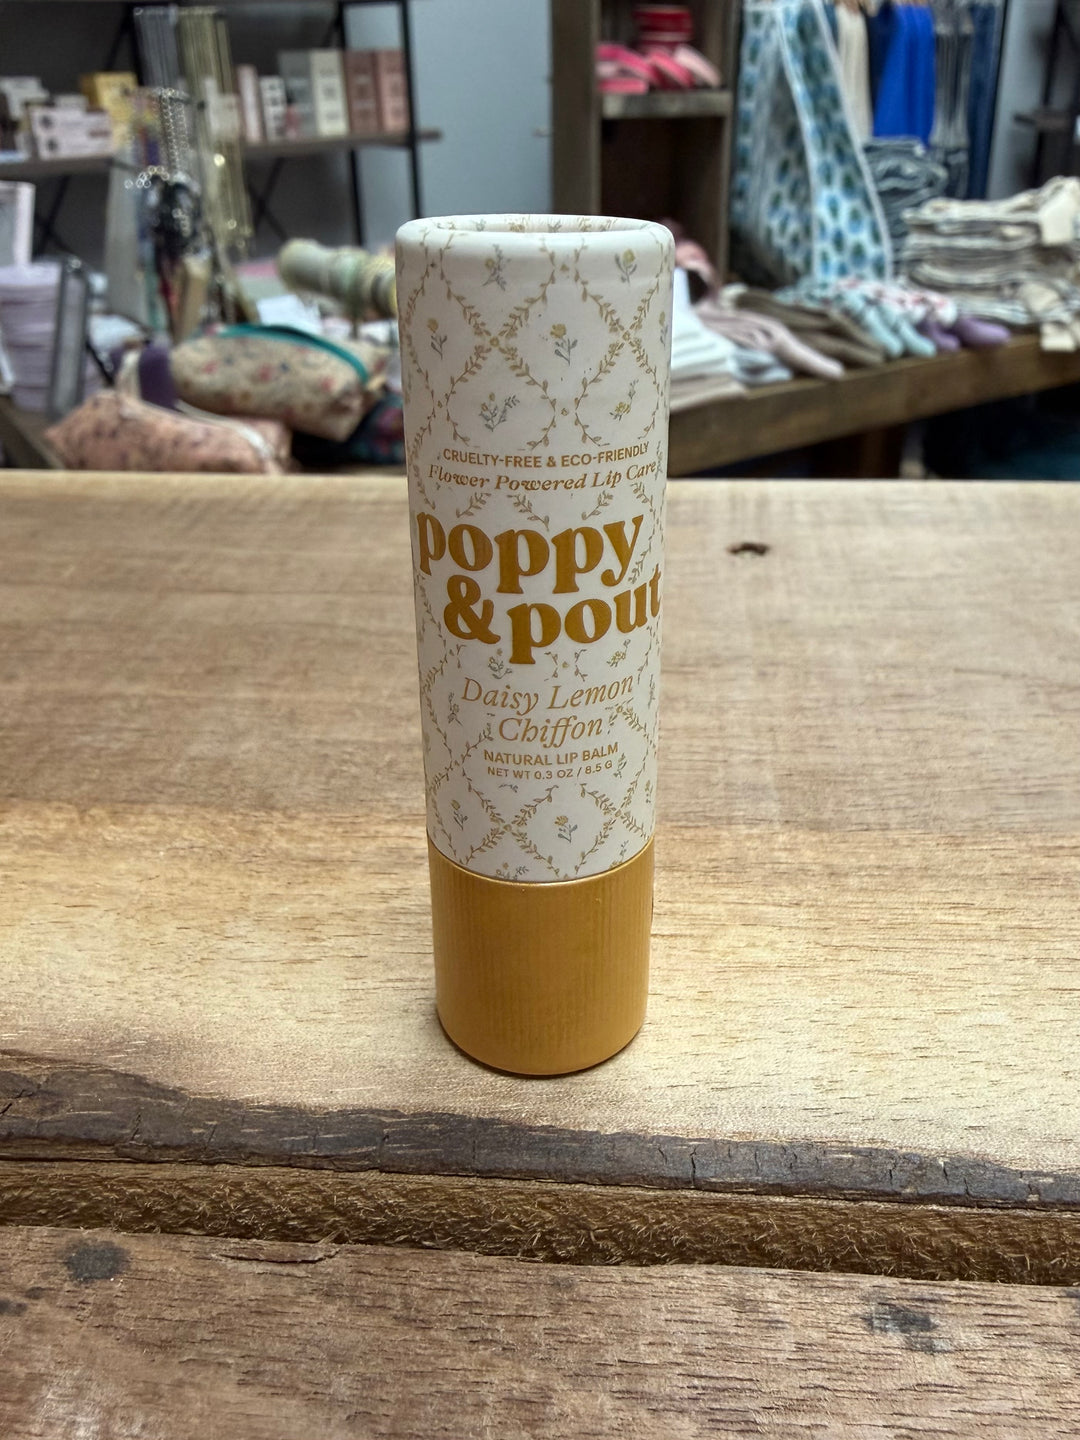 CRUELTY-FREE & ECO-FRIENDLY
Flower Powered Lip Care
poppy
& pout
Daisy Lemon
Chiffon
NATURAL LIP BALM
NET WT 0.3 OZ / 8.5 G